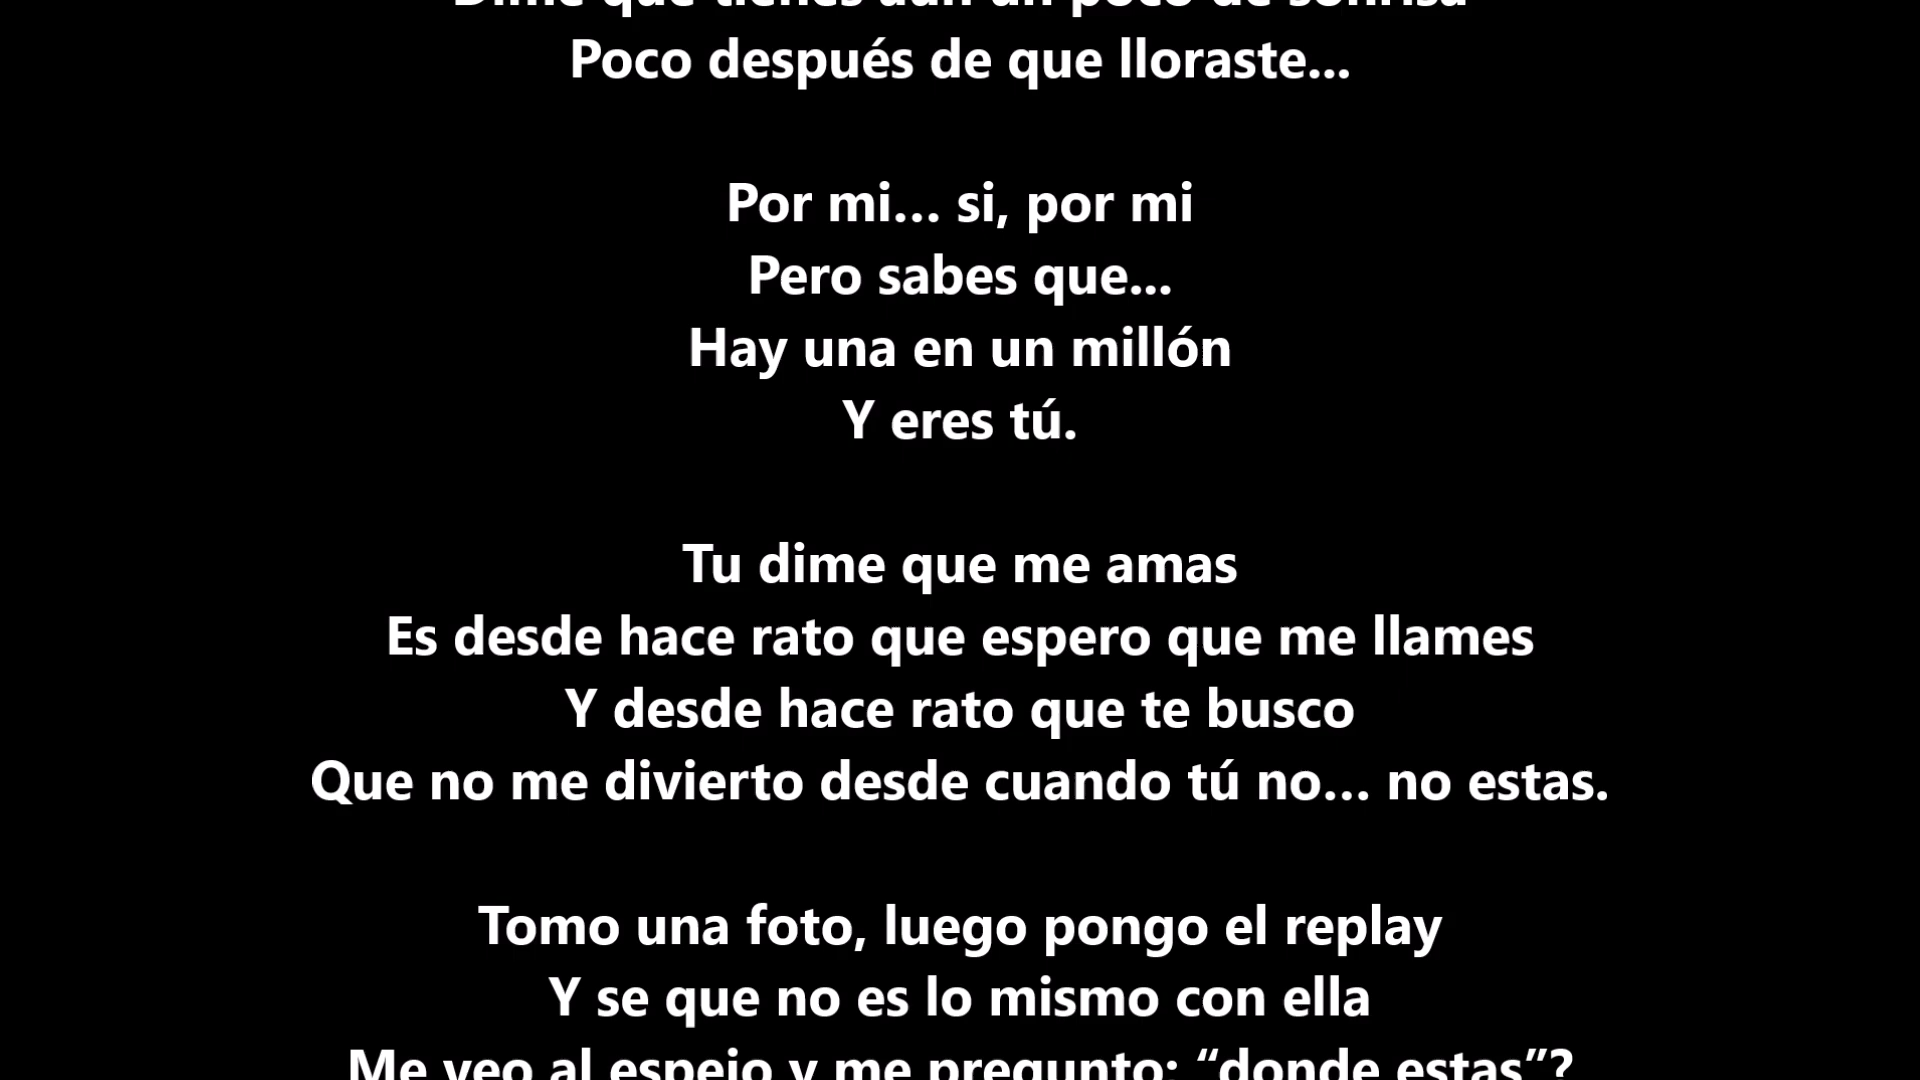 Dime que tienes aún un poco de sonrisa
Poco después de que lloraste...
Por mi... si, por mi
Pero sabes que...
Hay una en un millón
Y eres tú.
Tu dime que me amas
Es desde hace rato que espero que me llames
Y desde hace rato que te busco
Que no me divierto desde cuando tú no... no estas.
Tomo una foto, luego pongo el replay
Y se que no es lo mismo con ella
Me veo al espejo y me pregunto: “donde estas”?